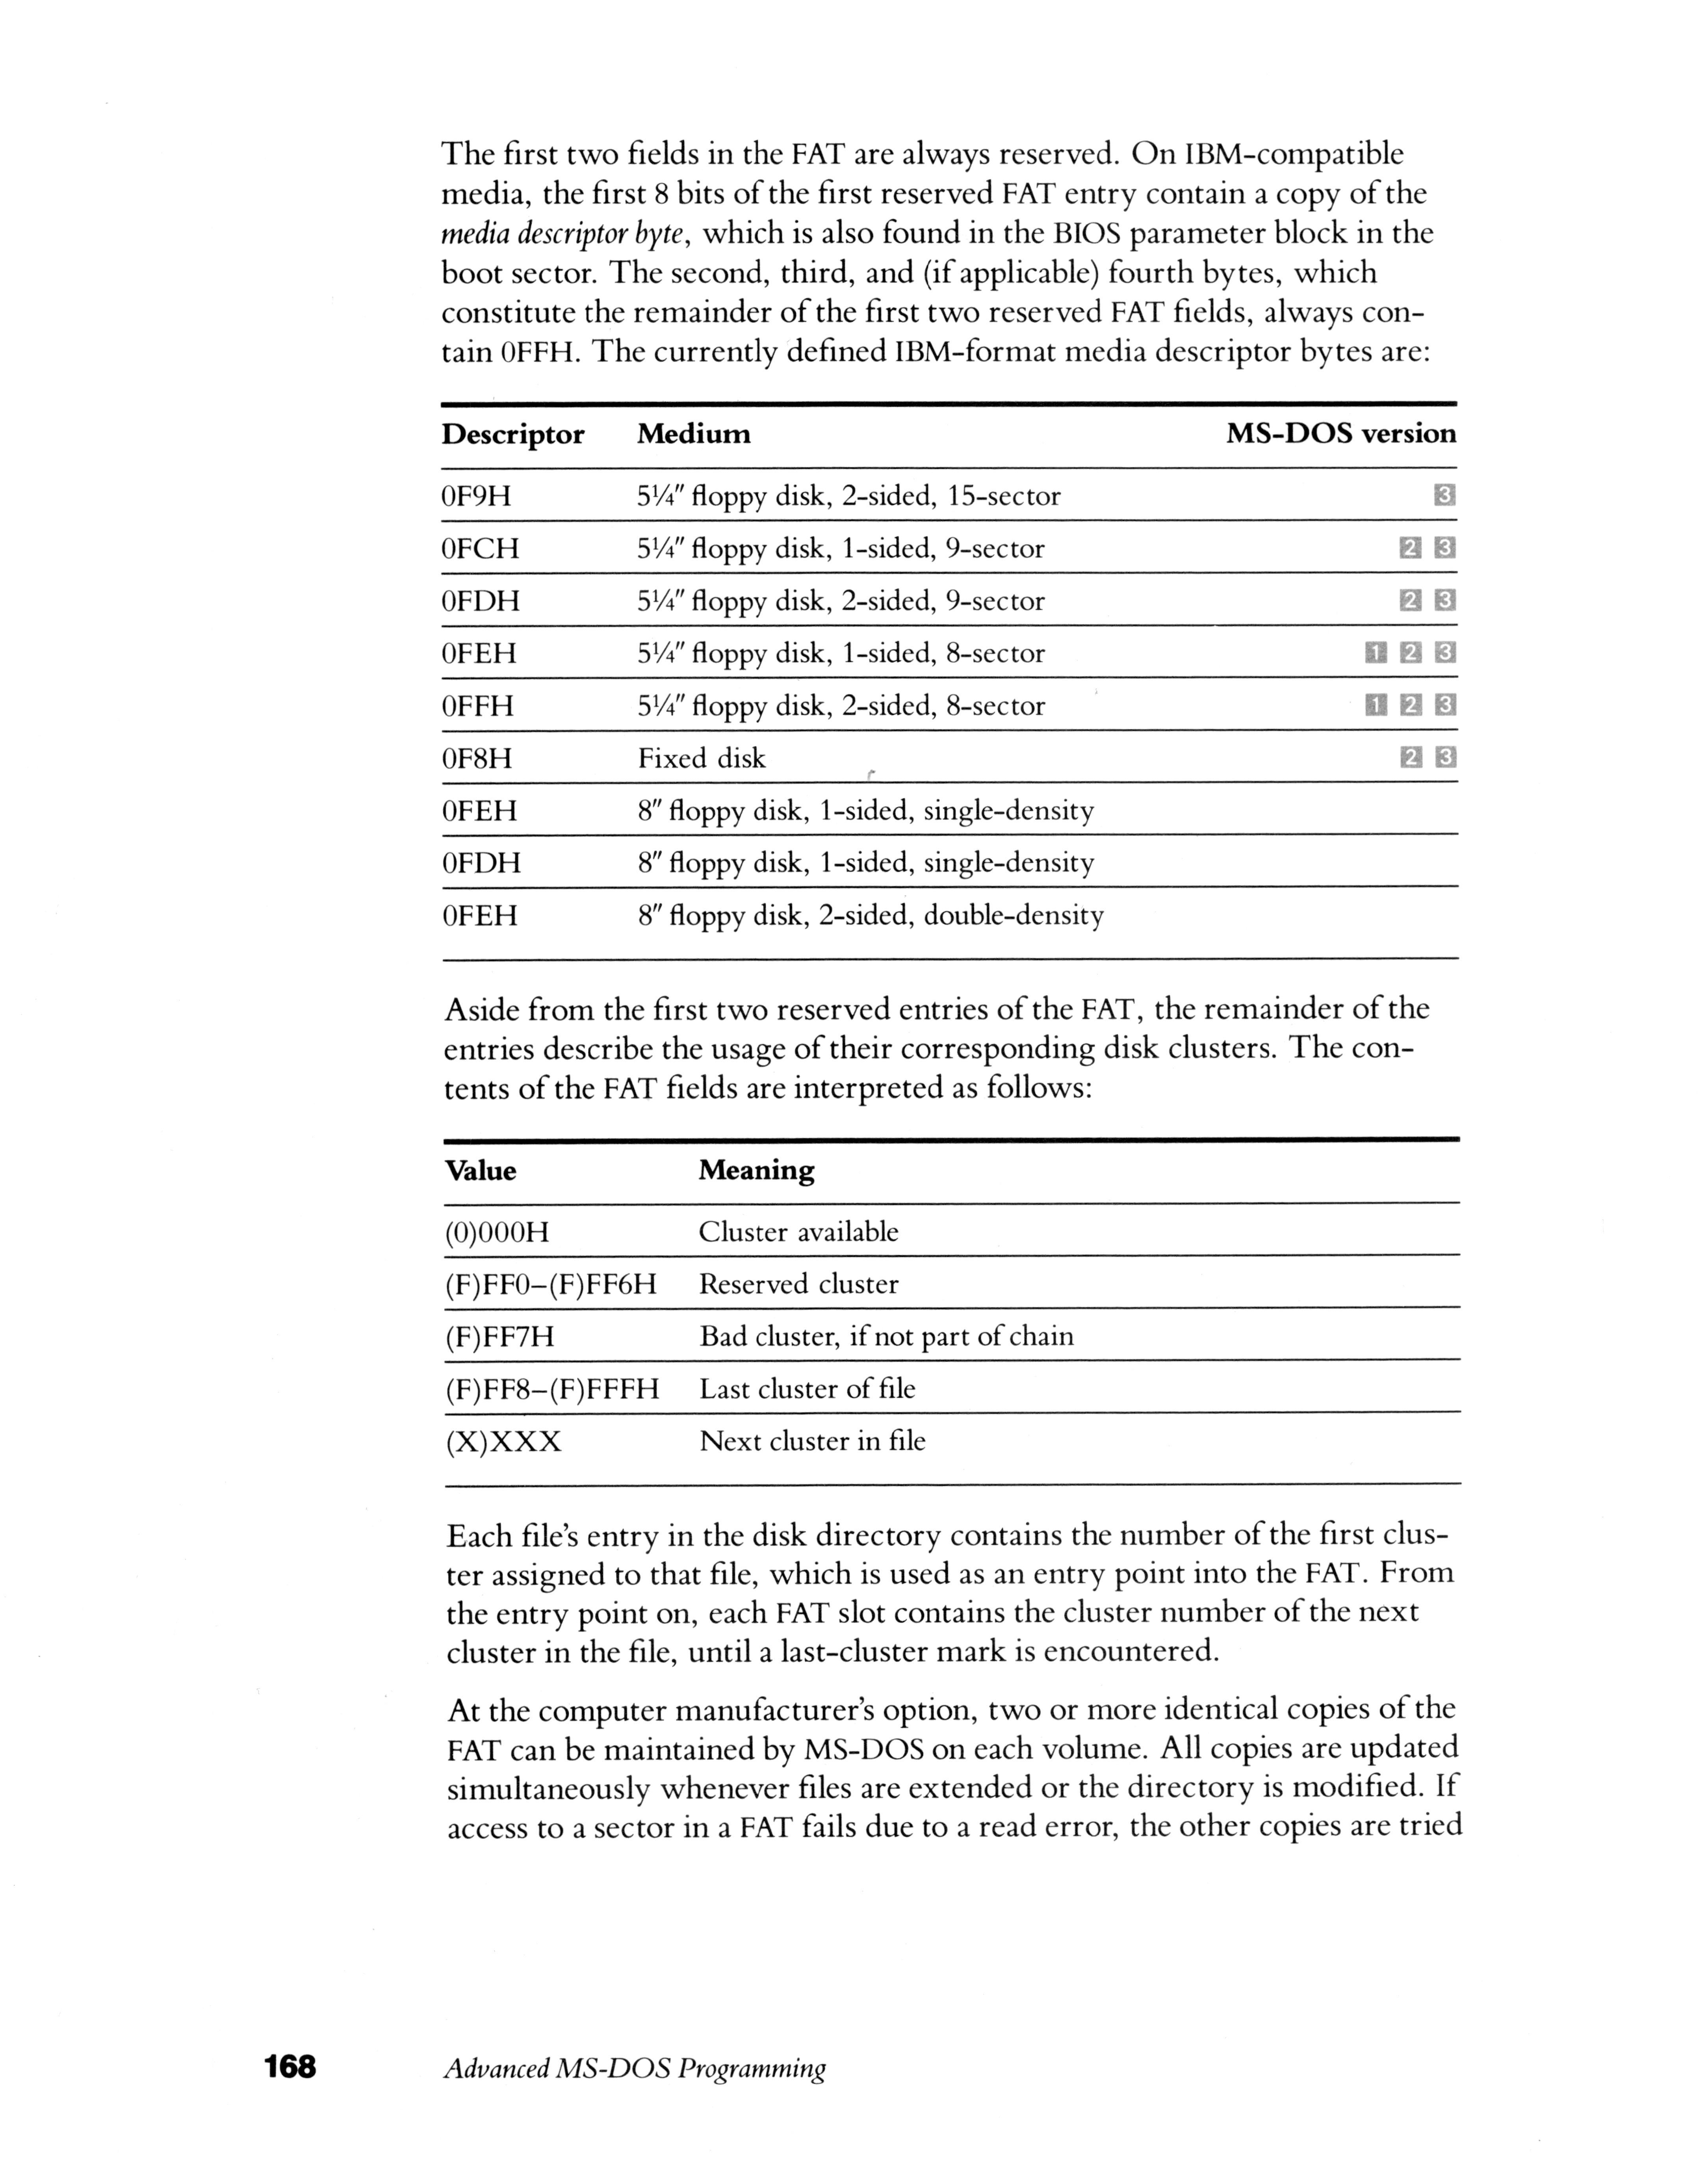 The first two fields in the FAT are always reserved. On IBM-compatible
media, the first 8 bits of the first reserved FAT entry contain a copy of the
media descriptor byte, which is also found in the BIOS parameter block in the
boot sector. The second, third, and (if applicable) fourth bytes, which
constitute the remainder of the first two reserved FAT fields, always con-
tain 0FFH. The currently defined IBM-format media descriptor bytes are:
Descriptor Medium MS-DOS version
0F9H 5¼" floppy disk, 2-sided, 15-sector 3
0FCH 5¼" floppy disk, 1-sided, 9-sector 2 3
0FDH 5¼" floppy disk, 2-sided, 9-sector 2 3
0FEH 5¼" floppy disk, 1-sided, 8-sector 1 2 3
0FFH 5¼" floppy disk, 2-sided, 8-sector 1 2 3
0F8H Fixed disk 2 3
0FEH 8" floppy disk, 1-sided, single-density
0FDH 8" floppy disk, 1-sided, single-density
0FEH 8" floppy disk, 2-sided, double-density
Aside from the first two reserved entries of the FAT, the remainder of the
entries describe the usage of their corresponding disk clusters. The con-
tents of the FAT fields are interpreted as follows:
Value Meaning
(0)000H Cluster available
(F)FF0–(F)FF6H Reserved cluster
(F)FF7H Bad cluster, if not part of chain
(F)FF8–(F)FFFH Last cluster of file
(X)XXX Next cluster in file
Each file's entry in the disk directory contains the number of the first clus-
ter assigned to that file, which is used as an entry point into the FAT. From
the entry point on, each FAT slot contains the cluster number of the next
cluster in the file, until a last-cluster mark is encountered.
At the computer manufacturer's option, two or more identical copies of the
FAT can be maintained by MS-DOS on each volume. All copies are updated
simultaneously whenever files are extended or the directory is modified. If
access to a sector in a FAT fails due to a read error, the other copies are tried
168 Advanced MS-DOS Programming